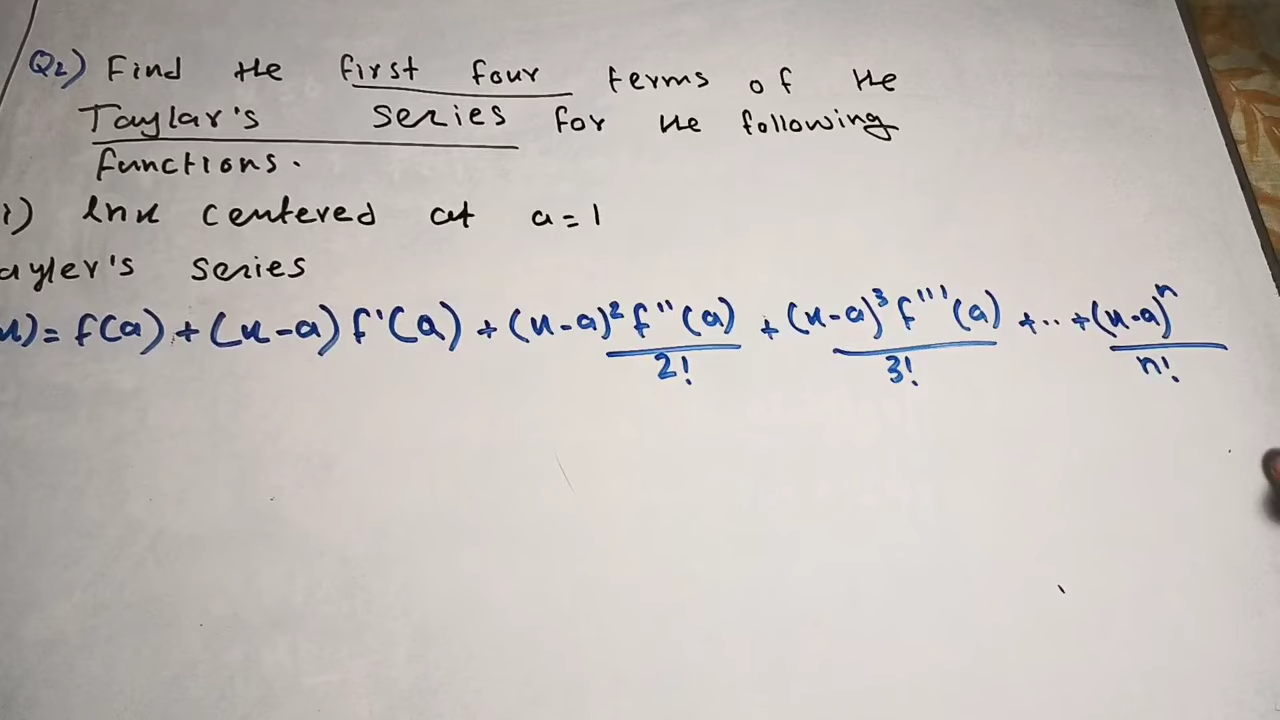 Q2) Find the first four terms of the
Taylar's series for the following
functions.
i) lnx centered at a=1
ayler's series
x) = f(a) + (x-a) f'(a) + (x-a)² f''(a)/2! + (x-a)³ f'''(a)/3! + .. + (x-a)ⁿ/n!